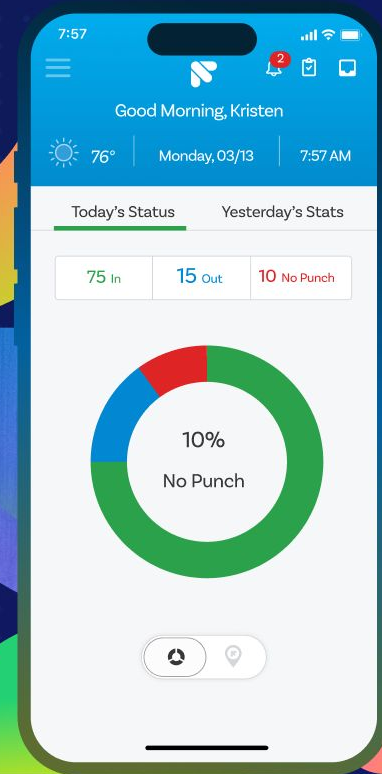 7:57
2
Good Morning, Kristen
76° Monday, 03/13 7:57 AM
Today's Status Yesterday's Stats
75 In 15 Out 10 No Punch
10%
No Punch